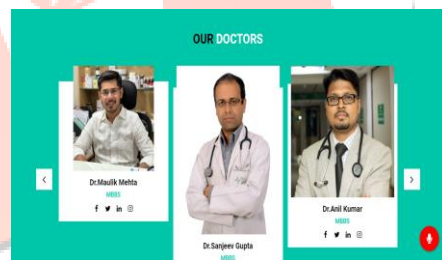 OUR DOCTORS
Dr.Maulik Mehta
MBBS
Dr.Sanjeev Gupta
MBBS
Dr.Anil Kumar
MBBS